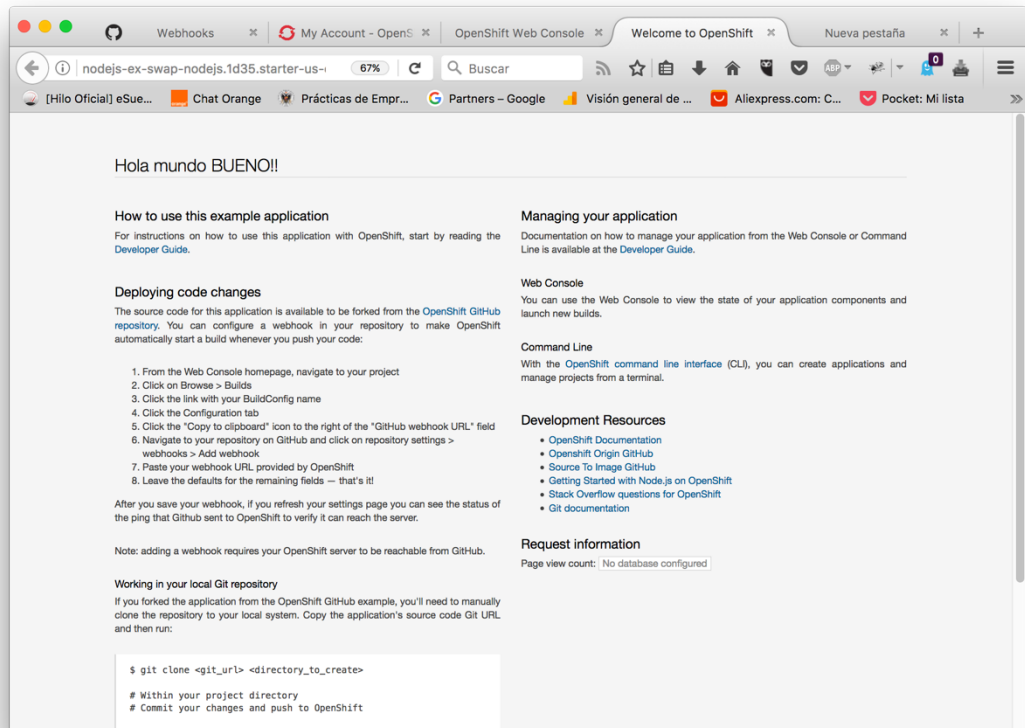 Webhooks
My Account - OpenS
OpenShift Web Console
Welcome to OpenShift
Nueva pestaña
nodejs-ex-swap-nodejs.1d35.starter-us-
67%
Buscar
ABP
0
[Hilo Oficial] eSue...
Chat Orange
Prácticas de Empr...
Partners – Google
Visión general de ...
Aliexpress.com: C...
Pocket: Mi lista
Hola mundo BUENO!!
How to use this example application
For instructions on how to use this application with OpenShift, start by reading the
Developer Guide.
Deploying code changes
The source code for this application is available to be forked from the OpenShift GitHub
repository. You can configure a webhook in your repository to make OpenShift
automatically start a build whenever you push your code:
1. From the Web Console homepage, navigate to your project
2. Click on Browse > Builds
3. Click the link with your BuildConfig name
4. Click the Configuration tab
5. Click the "Copy to clipboard" icon to the right of the "GitHub webhook URL" field
6. Navigate to your repository on GitHub and click on repository settings >
webhooks > Add webhook
7. Paste your webhook URL provided by OpenShift
8. Leave the defaults for the remaining fields — that's it!
After you save your webhook, if you refresh your settings page you can see the status of
the ping that Github sent to OpenShift to verify it can reach the server.
Note: adding a webhook requires your OpenShift server to be reachable from GitHub.
Working in your local Git repository
If you forked the application from the OpenShift GitHub example, you'll need to manually
clone the repository to your local system. Copy the application's source code Git URL
and then run:
$ git clone <git_url> <directory_to_create>
# Within your project directory
# Commit your changes and push to OpenShift
Managing your application
Documentation on how to manage your application from the Web Console or Command
Line is available at the Developer Guide.
Web Console
You can use the Web Console to view the state of your application components and
launch new builds.
Command Line
With the OpenShift command line interface (CLI), you can create applications and
manage projects from a terminal.
Development Resources
OpenShift Documentation
Openshift Origin GitHub
Source To Image GitHub
Getting Started with Node.js on OpenShift
Stack Overflow questions for OpenShift
Git documentation
Request information
Page view count: No database configured